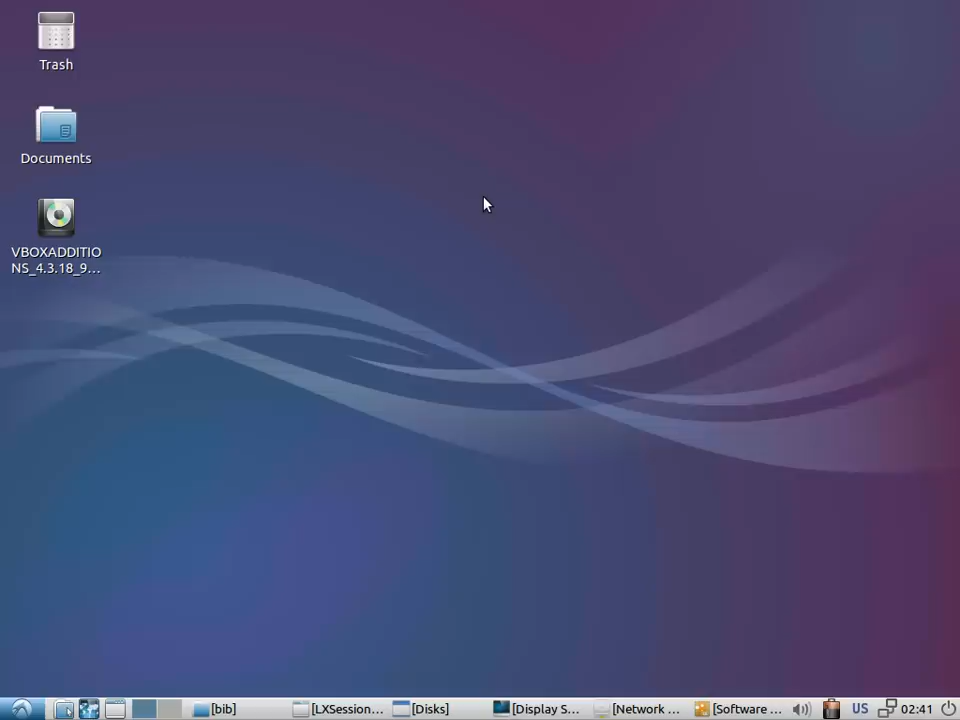 Trash
Documents
VBOXADDITIO
NS_4.3.18_9...
[bib]
[LXSession...
[Disks]
[Display S...
[Network ...
[Software ...
US
02:41